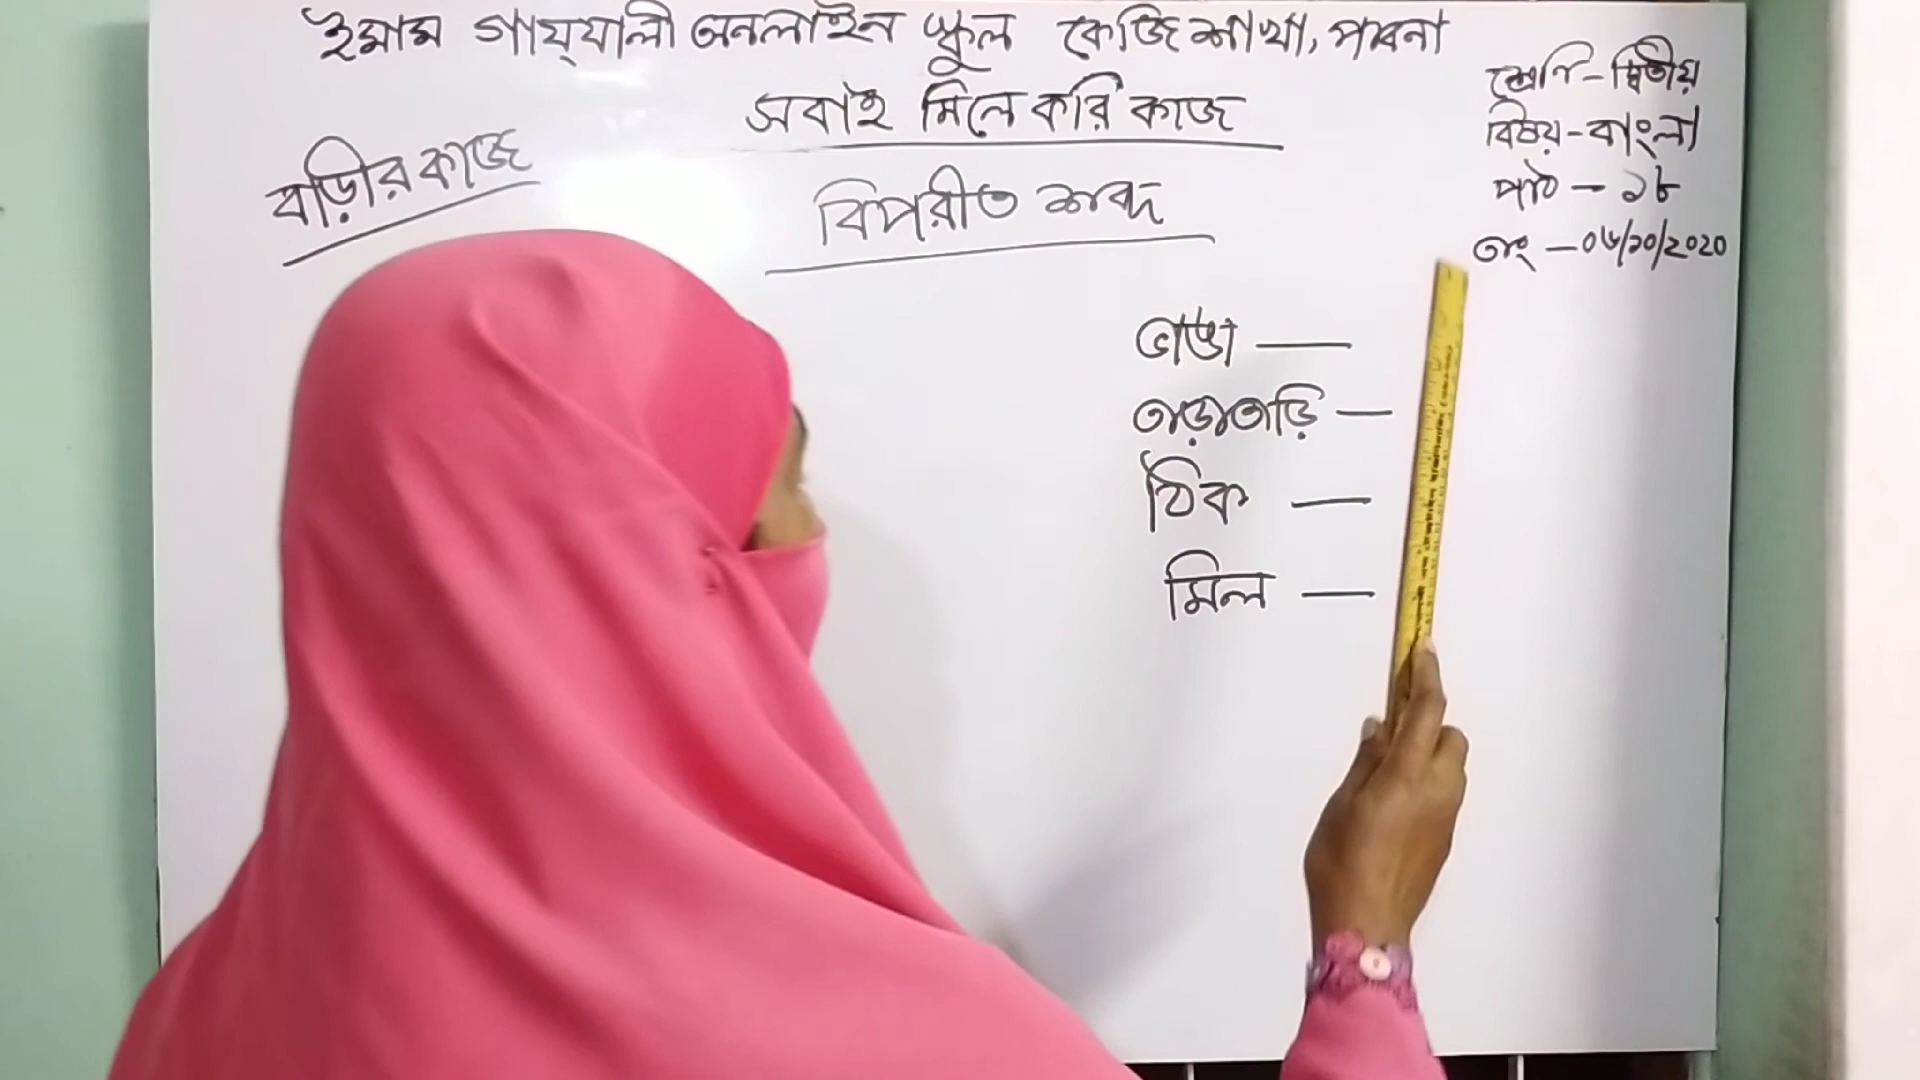 ইমাম গায্যালী অনলাইন স্কুল কেজি শাখা, পাবনা
সবাই মিলে করি কাজ
শ্রেণি - দ্বিতীয়
বিষয় - বাংলা
পাঠ - ১৮
তাং - ০৬/১০/২০২০
বাড়ীর কাজ
বিপরীত শব্দ
ভাঙা —
তাড়াতাড়ি —
ঠিক —
মিল —